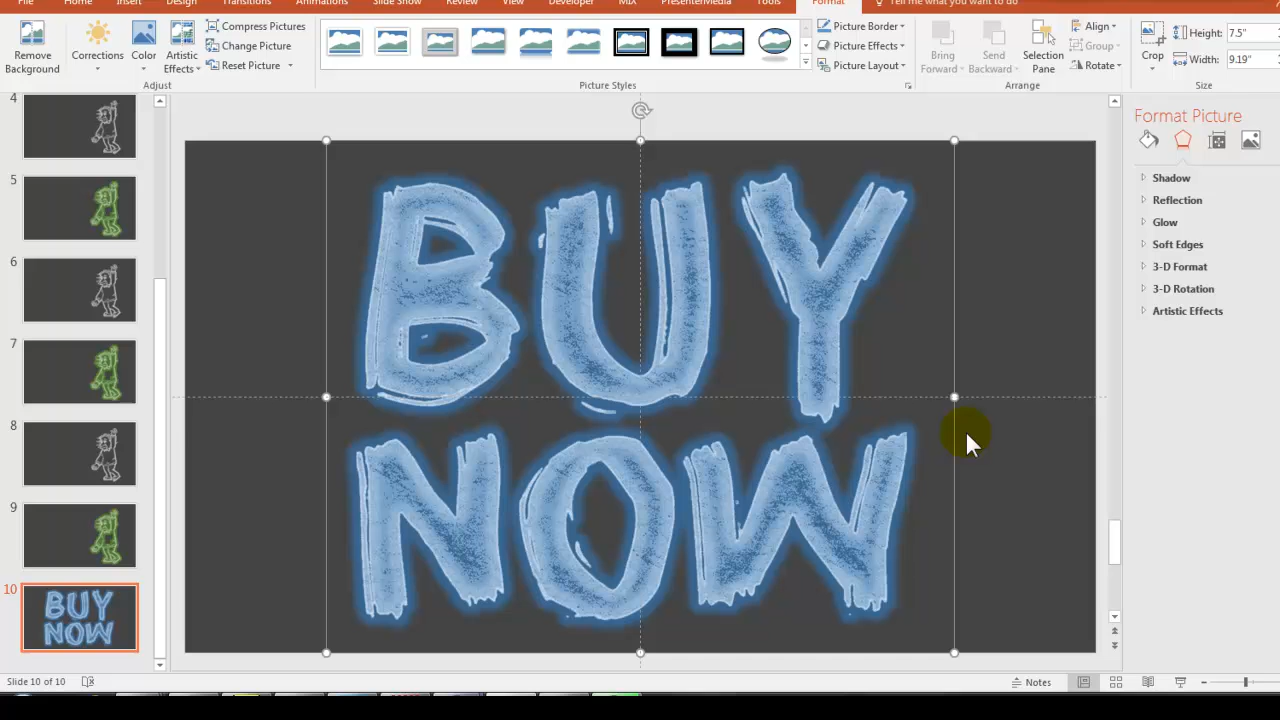 File Home Insert Design Transitions Animations Slide Show Review View Developer MIX PresenterMedia Tools Format Tell me what you want to do
Remove Background
Corrections
Color
Artistic Effects
Compress Pictures
Change Picture
Reset Picture
Adjust
Picture Styles
Picture Border
Picture Effects
Picture Layout
Bring Forward
Send Backward
Selection Pane
Align
Group
Rotate
Arrange
Crop
Height: 7.5"
Width: 9.19"
Size
4
5
6
7
8
9
10
BUY
NOW
BUY
NOW
Format Picture
Shadow
Reflection
Glow
Soft Edges
3-D Format
3-D Rotation
Artistic Effects
Slide 10 of 10
Notes